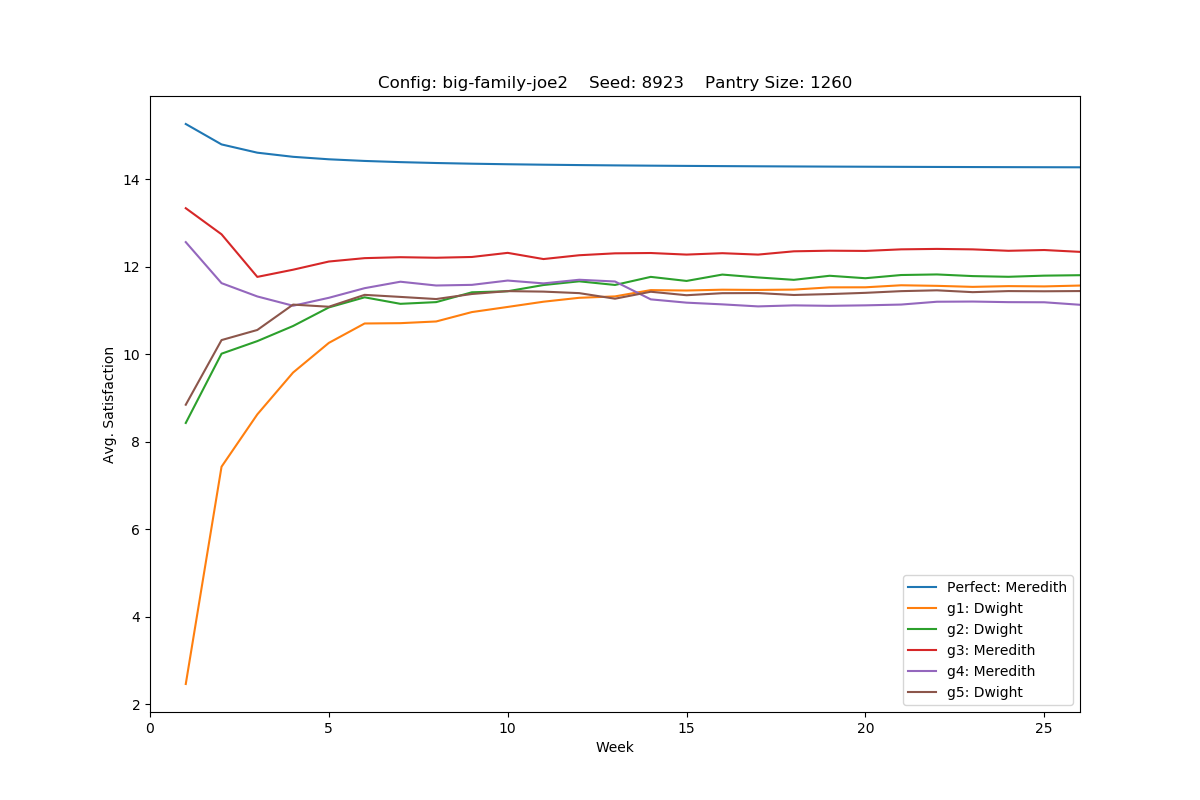 Config: big-family-joe2    Seed: 8923    Pantry Size: 1260
Avg. Satisfaction
14
12
10
8
6
4
2
0 5 10 15 20 25
Week
Perfect: Meredith
g1: Dwight
g2: Dwight
g3: Meredith
g4: Meredith
g5: Dwight